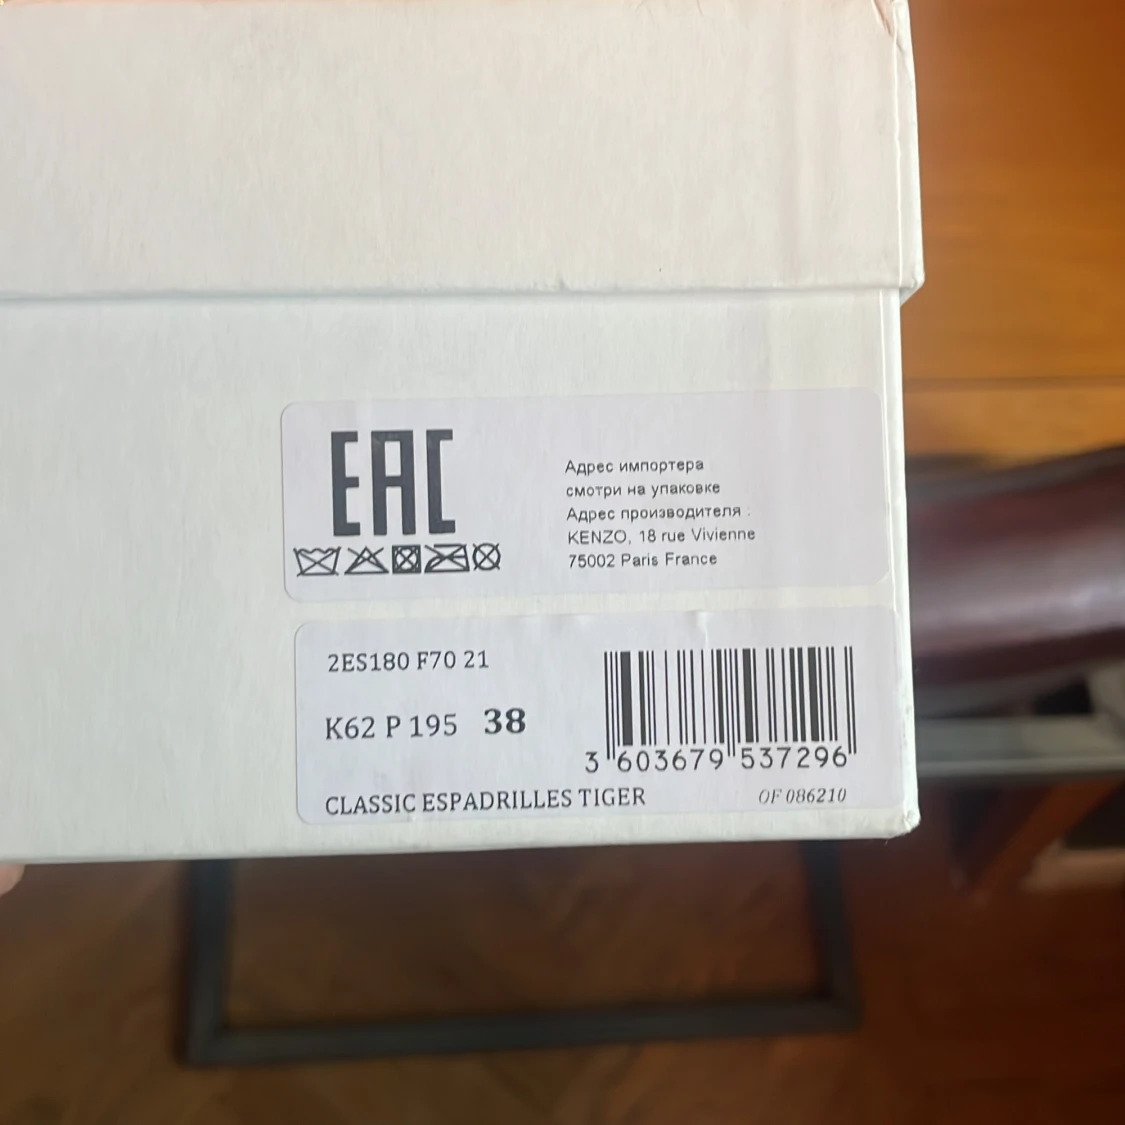 EAC
Адрес импортера
смотри на упаковке
Адрес производителя :
KENZO, 18 rue Vivienne
75002 Paris France
2ES180 F70 21
K62 P 195 38
3 603679 537296
CLASSIC ESPADRILLES TIGER
OF 086210